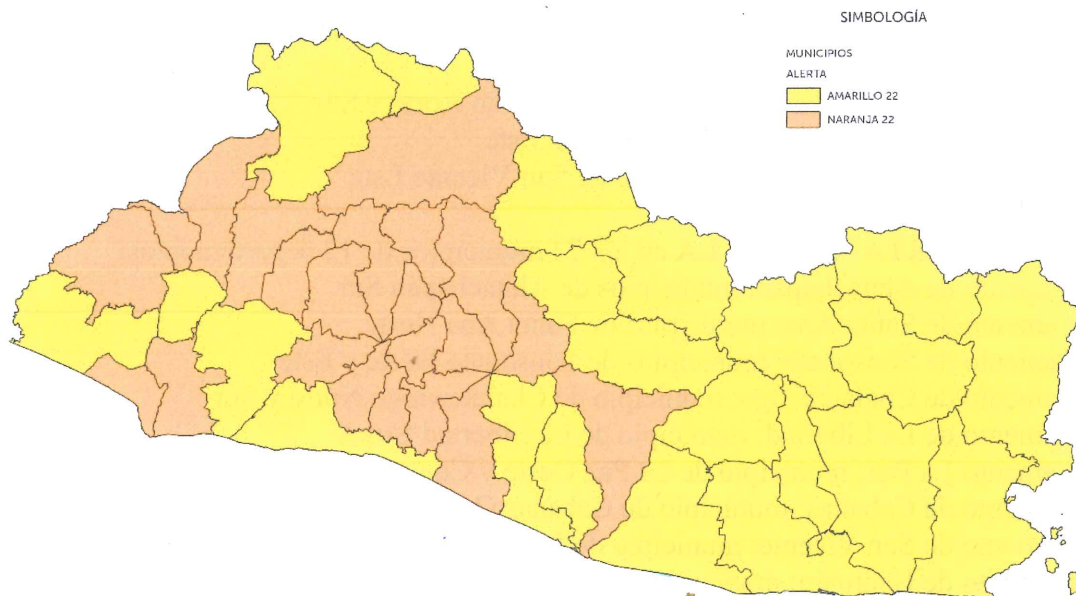 SIMBOLOGÍA
MUNICIPIOS
ALERTA
AMARILLO 22
NARANJA 22